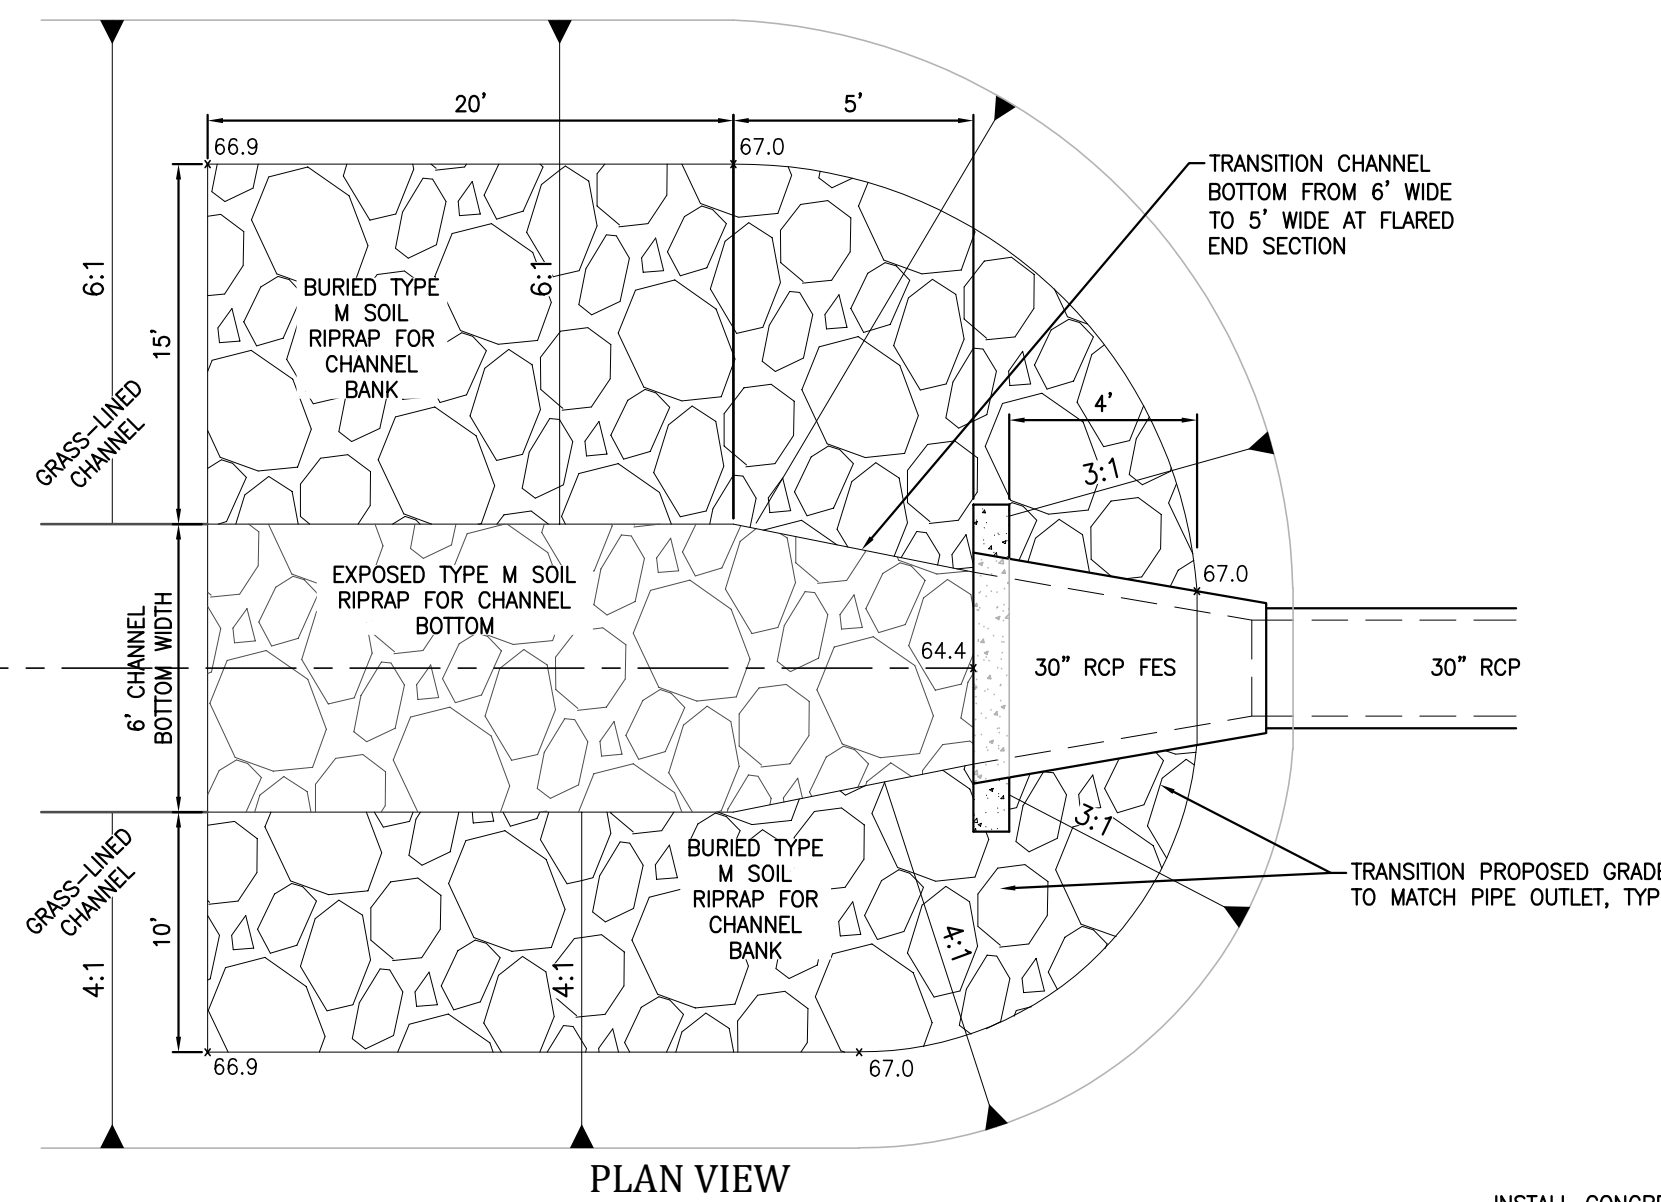 20'
5'
66.9
67.0
TRANSITION CHANNEL
BOTTOM FROM 6' WIDE
TO 5' WIDE AT FLARED
END SECTION
6:1
6:1
15'
BURIED TYPE
M SOIL
RIPRAP FOR
CHANNEL
BANK
GRASS-LINED
CHANNEL
4'
3:1
EXPOSED TYPE M SOIL
RIPRAP FOR CHANNEL
BOTTOM
67.0
6' CHANNEL
BOTTOM WIDTH
64.4
30" RCP FES
30" RCP
3:1
GRASS-LINED
CHANNEL
BURIED TYPE
M SOIL
RIPRAP FOR
CHANNEL
BANK
TRANSITION PROPOSED GRADE
TO MATCH PIPE OUTLET, TYP
10'
4:1
4:1
4:1
66.9
67.0
PLAN VIEW